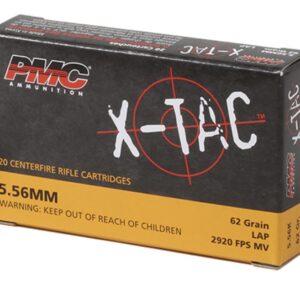 PMC
AMMUNITION
X-TAC
TM
20 CENTERFIRE RIFLE CARTRIDGES
5.56MM
WARNING: KEEP OUT OF REACH OF CHILDREN
62 Grain
LAP
2920 FPS MV